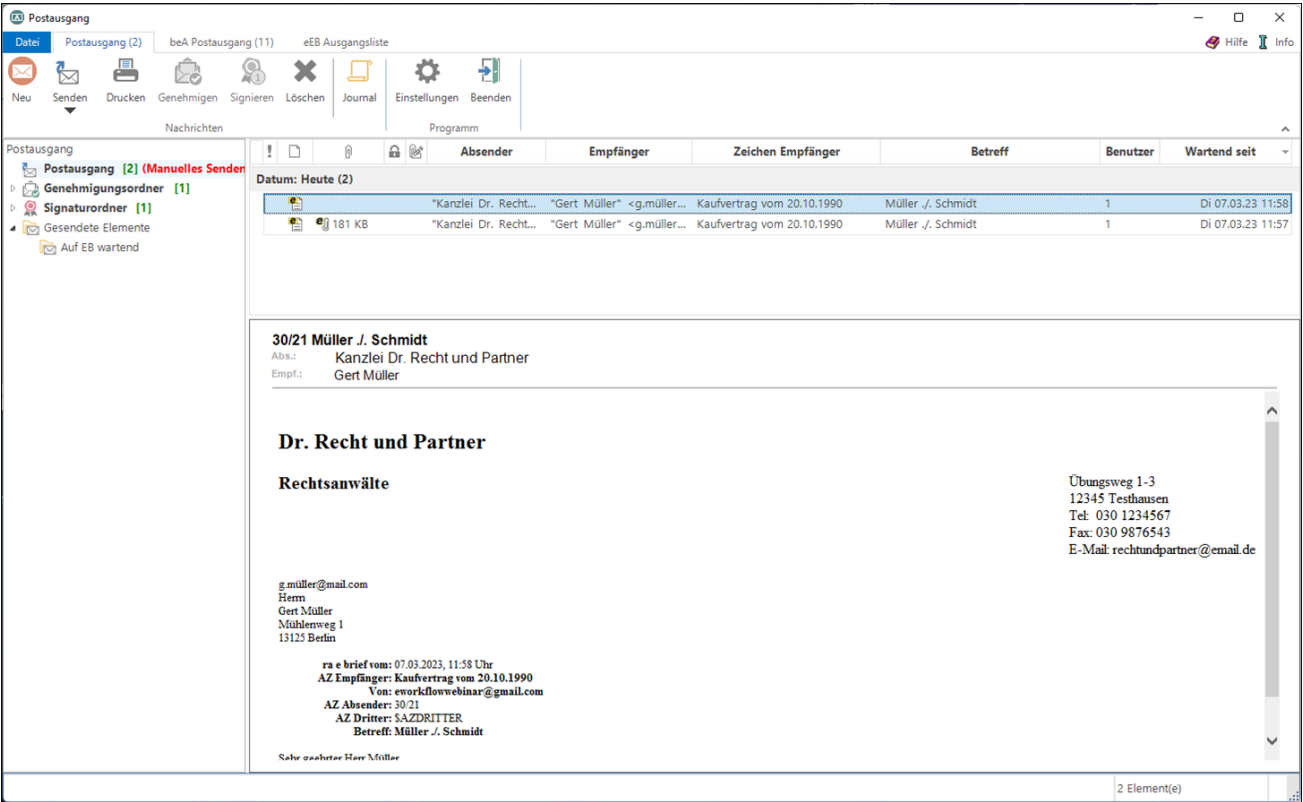 Postausgang
Datei Postausgang (2) beA Postausgang (11) eEB Ausgangsliste Hilfe Info
Neu Senden Drucken Genehmigen Signieren Löschen Journal Einstellungen Beenden
Nachrichten Programm
Postausgang
Postausgang [2] (Manuelles Senden
Genehmigungsordner [1]
Signaturordner [1]
Gesendete Elemente
Auf EB wartend
! Absender Empfänger Zeichen Empfänger Betreff Benutzer Wartend seit
Datum: Heute (2)
"Kanzlei Dr. Recht... "Gert Müller" <g.müller... Kaufvertrag vom 20.10.1990 Müller ./. Schmidt 1 Di 07.03.23 11:58
181 KB "Kanzlei Dr. Recht... "Gert Müller" <g.müller... Kaufvertrag vom 20.10.1990 Müller ./. Schmidt 1 Di 07.03.23 11:57
30/21 Müller ./. Schmidt
Abs.: Kanzlei Dr. Recht und Partner
Empf.: Gert Müller
Dr. Recht und Partner
Rechtsanwälte
Übungsweg 1-3
12345 Testhausen
Tel: 030 1234567
Fax: 030 9876543
E-Mail: rechtundpartner@email.de
g.müller@mail.com
Herrn
Gert Müller
Mühlenweg 1
13125 Berlin
ra e brief vom: 07.03.2023, 11:58 Uhr
AZ Empfänger: Kaufvertrag vom 20.10.1990
Von: eworkflowwebinar@gmail.com
AZ Absender: 30/21
AZ Dritter: $AZDRITTER
Betreff: Müller ./. Schmidt
Sehr geehrter Herr Müller
2 Element(e)